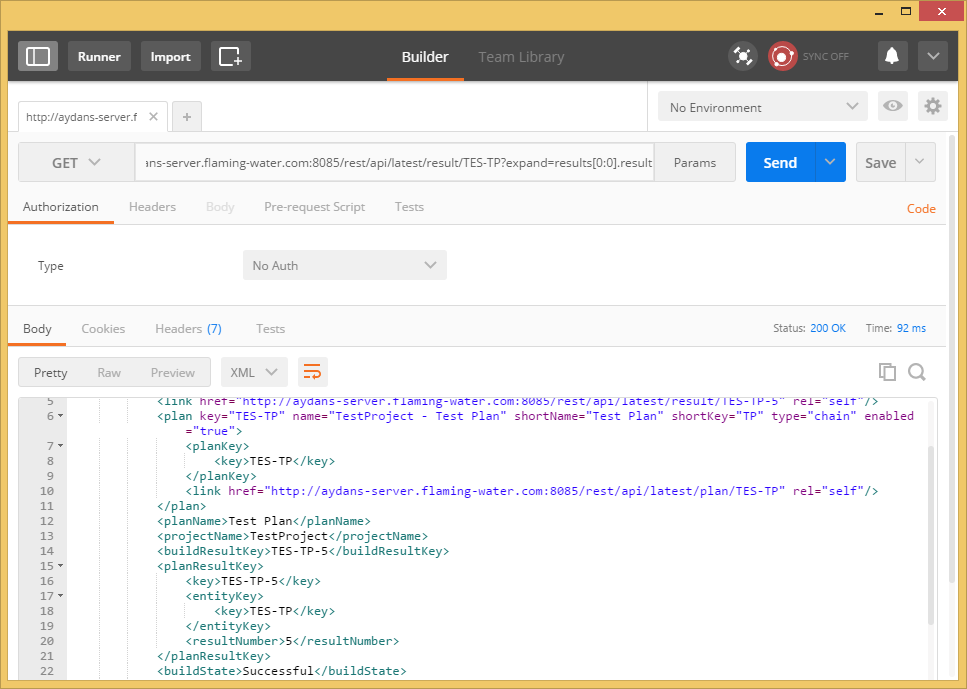 Runner
Import
Builder
Team Library
SYNC OFF
http://aydans-server.f
No Environment
GET
ans-server.flaming-water.com:8085/rest/api/latest/result/TES-TP?expand=results[0:0].result
Params
Send
Save
Authorization
Headers
Body
Pre-request Script
Tests
Code
Type
No Auth
Body
Cookies
Headers (7)
Tests
Status: 200 OK
Time: 92 ms
Pretty
Raw
Preview
XML
5 <link href="http://aydans-server.flaming-water.com:8085/rest/api/latest/result/TES-TP-5" rel="self"/>
6 <plan key="TES-TP" name="TestProject - Test Plan" shortName="Test Plan" shortKey="TP" type="chain" enabled
="true">
7 <planKey>
8 <key>TES-TP</key>
9 </planKey>
10 <link href="http://aydans-server.flaming-water.com:8085/rest/api/latest/plan/TES-TP" rel="self"/>
11 </plan>
12 <planName>Test Plan</planName>
13 <projectName>TestProject</projectName>
14 <buildResultKey>TES-TP-5</buildResultKey>
15 <planResultKey>
16 <key>TES-TP-5</key>
17 <entityKey>
18 <key>TES-TP</key>
19 </entityKey>
20 <resultNumber>5</resultNumber>
21 </planResultKey>
22 <buildState>Successful</buildState>